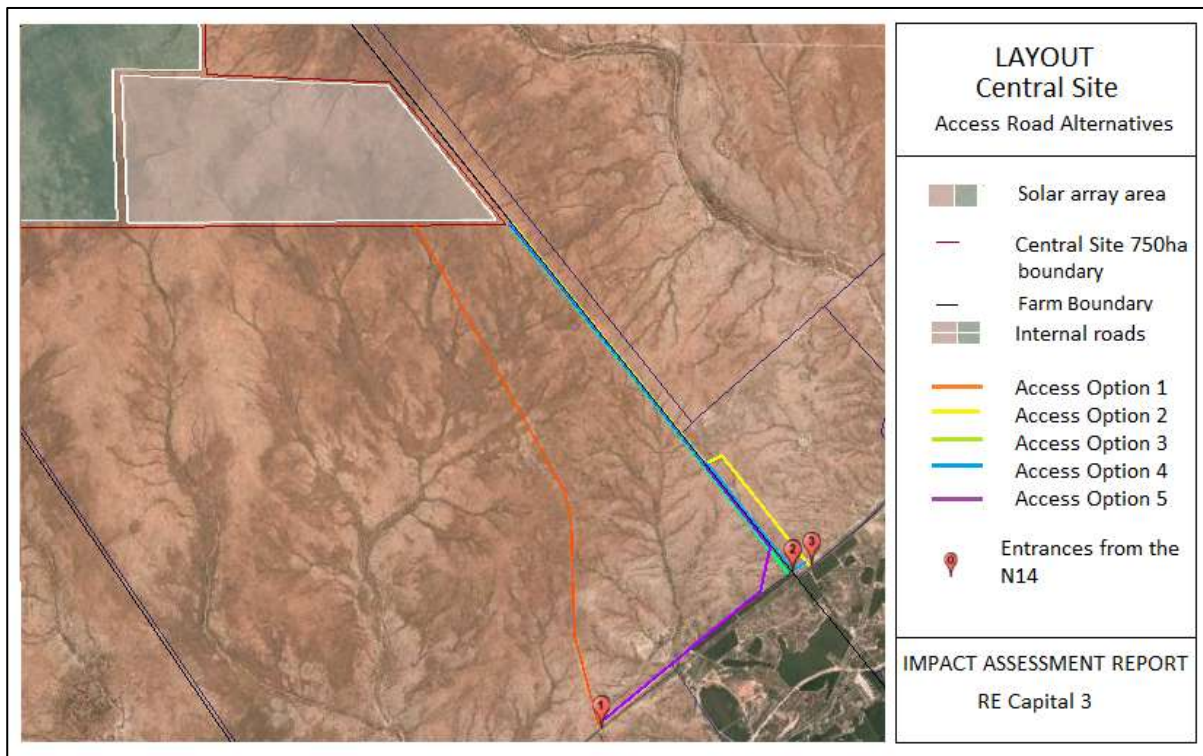 LAYOUT
Central Site
Access Road Alternatives
Solar array area
Central Site 750ha
boundary
Farm Boundary
Internal roads
Access Option 1
Access Option 2
Access Option 3
Access Option 4
Access Option 5
0
Entrances from the
N14
IMPACT ASSESSMENT REPORT
RE Capital 3
2
3
1